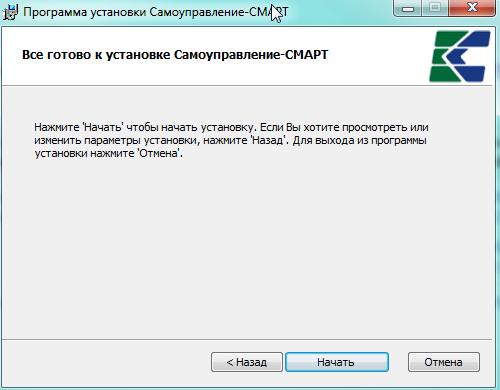 Программа установки Самоуправление-СМАРТ
Все готово к установке Самоуправление-СМАРТ
Нажмите 'Начать' чтобы начать установку. Если Вы хотите просмотреть или
изменить параметры установки, нажмите 'Назад'. Для выхода из программы
установки нажмите 'Отмена'.
< Назад
Начать
Отмена